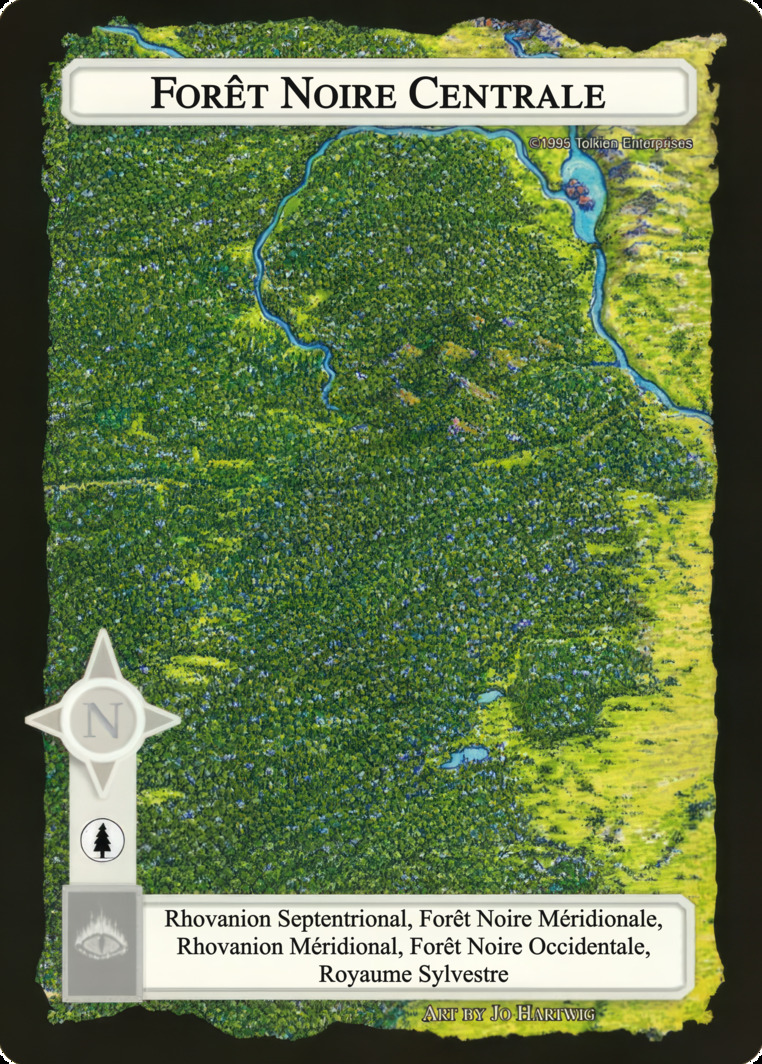 Forêt Noire Centrale
©1995 Tolkien Enterprises
N
Rhovanion Septentrional, Forêt Noire Méridionale,
Rhovanion Méridional, Forêt Noire Occidentale,
Royaume Sylvestre
Art by Jo Hartwig